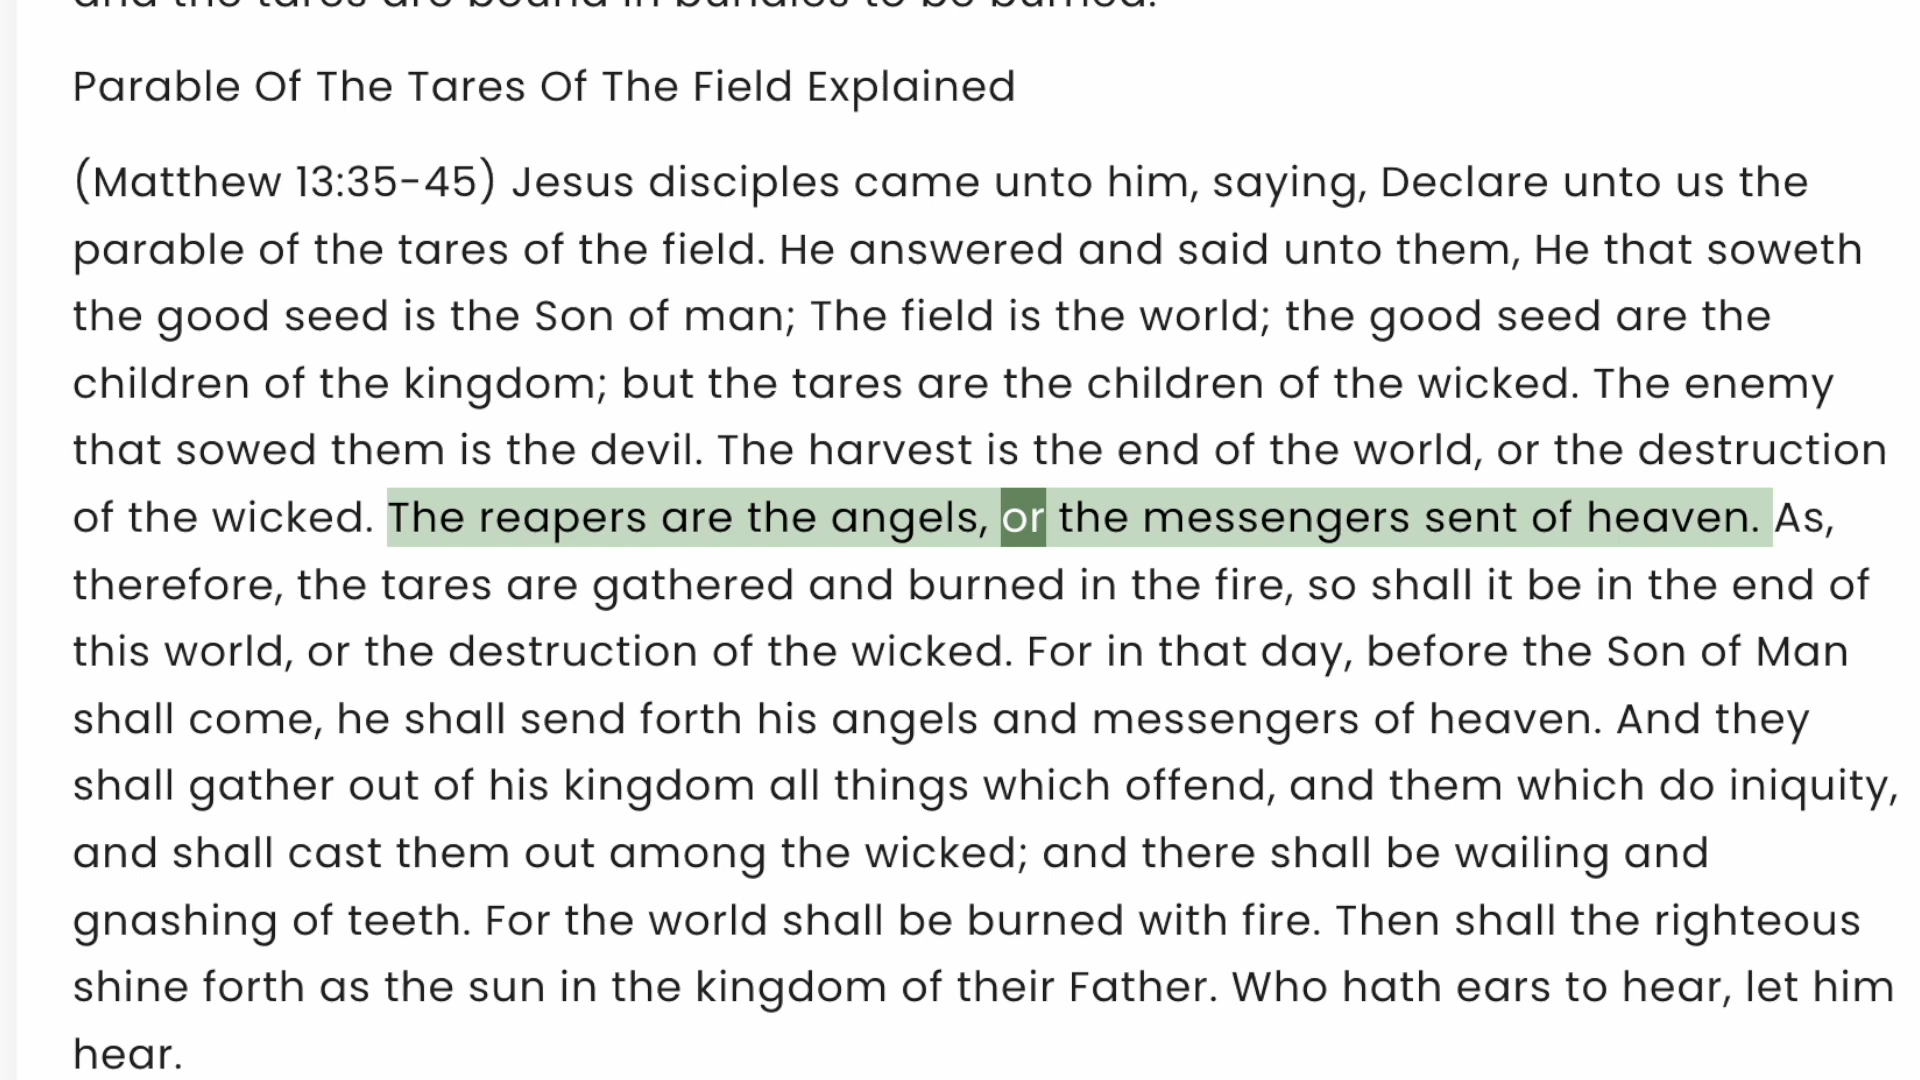 and the tares are bound in bundles to be burned.
Parable Of The Tares Of The Field Explained
(Matthew 13:35-45) Jesus disciples came unto him, saying, Declare unto us the
parable of the tares of the field. He answered and said unto them, He that soweth
the good seed is the Son of man; The field is the world; the good seed are the
children of the kingdom; but the tares are the children of the wicked. The enemy
that sowed them is the devil. The harvest is the end of the world, or the destruction
of the wicked. The reapers are the angels, or the messengers sent of heaven. As,
therefore, the tares are gathered and burned in the fire, so shall it be in the end of
this world, or the destruction of the wicked. For in that day, before the Son of Man
shall come, he shall send forth his angels and messengers of heaven. And they
shall gather out of his kingdom all things which offend, and them which do iniquity,
and shall cast them out among the wicked; and there shall be wailing and
gnashing of teeth. For the world shall be burned with fire. Then shall the righteous
shine forth as the sun in the kingdom of their Father. Who hath ears to hear, let him
hear.